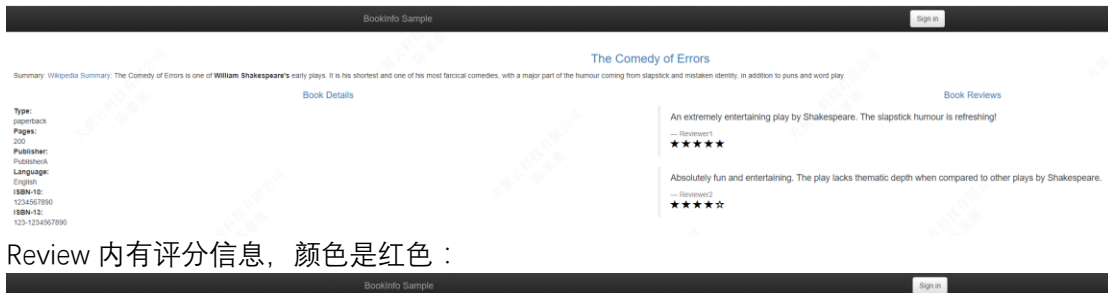 BookInfo Sample
Sign in
The Comedy of Errors
Summary: Wikipedia Summary: The Comedy of Errors is one of William Shakespeare's early plays. It is his shortest and one of his most farcical comedies, with a major part of the humour coming from slapstick and mistaken identity, in addition to puns and word play.
Book Details
Type:
paperback
Pages:
200
Publisher:
PublisherA
Language:
English
ISBN-10:
1234567890
ISBN-13:
123-1234567890
Book Reviews
An extremely entertaining play by Shakespeare. The slapstick humour is refreshing!
— Reviewer1
★★★★★
Absolutely fun and entertaining. The play lacks thematic depth when compared to other plays by Shakespeare.
— Reviewer2
★★★★☆
Review 内有评分信息，颜色是红色：
BookInfo Sample
Sign in